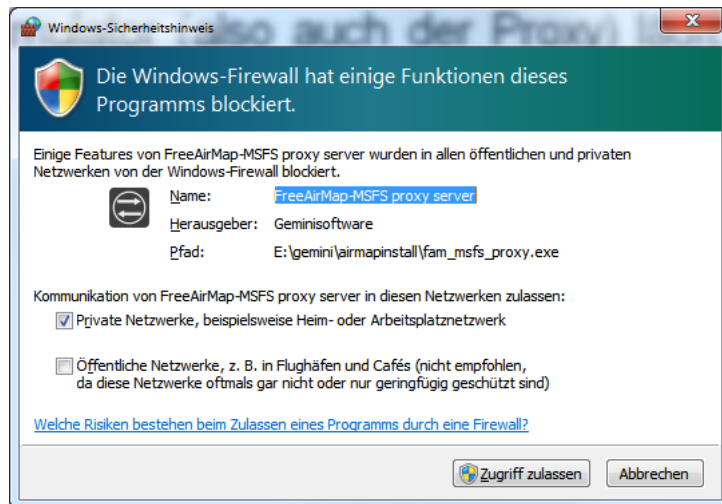 Windows-Sicherheitshinweis
(also auch der Proxy)
Die Windows-Firewall hat einige Funktionen dieses
Programms blockiert.
Einige Features von FreeAirMap-MSFS proxy server wurden in allen öffentlichen und privaten
Netzwerken von der Windows-Firewall blockiert.
Name: FreeAirMap-MSFS proxy server
Herausgeber: Geminisoftware
Pfad: E:\gemini\airmapinstall\fam_msfs_proxy.exe
Kommunikation von FreeAirMap-MSFS proxy server in diesen Netzwerken zulassen:
Private Netzwerke, beispielsweise Heim- oder Arbeitsplatznetzwerk
Öffentliche Netzwerke, z. B. in Flughäfen und Cafés (nicht empfohlen,
da diese Netzwerke oftmals gar nicht oder nur geringfügig geschützt sind)
Welche Risiken bestehen beim Zulassen eines Programms durch eine Firewall?
Zugriff zulassen Abbrechen